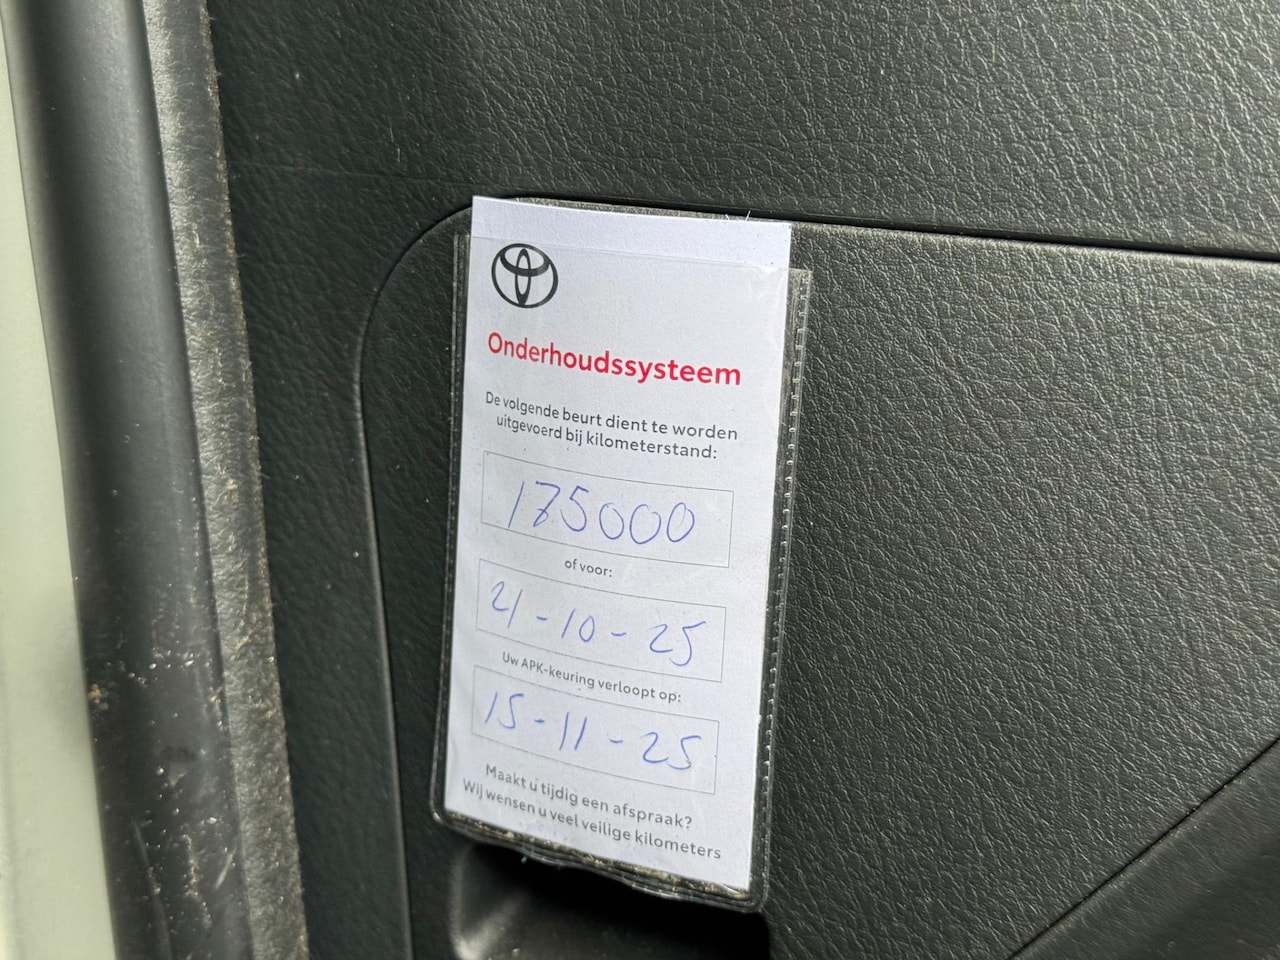 Onderhoudssysteem
De volgende beurt dient te worden
uitgevoerd bij kilometerstand:
175000
of voor:
21-10-25
Uw APK-keuring verloopt op:
15-11-25
Maakt u tijdig een afspraak?
Wij wensen u veel veilige kilometers